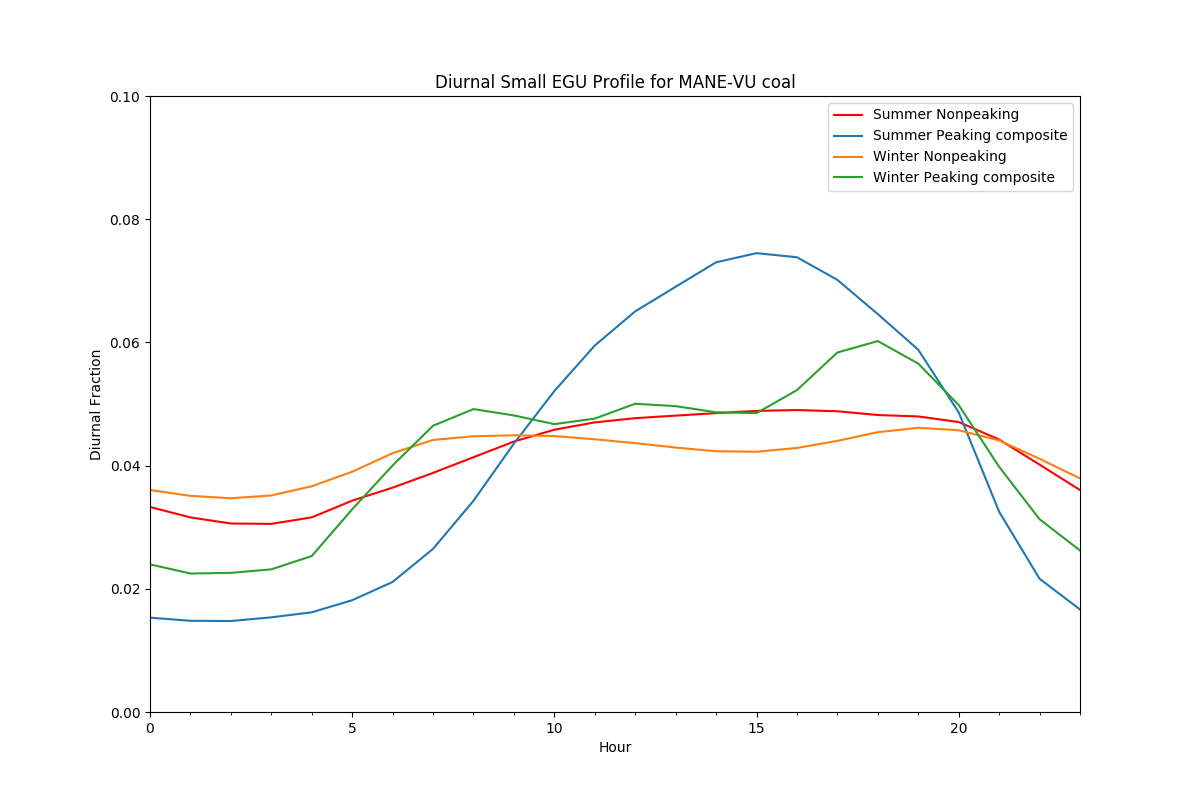 Diurnal Small EGU Profile for MANE-VU coal
Summer Nonpeaking
Summer Peaking composite
Winter Nonpeaking
Winter Peaking composite
Diurnal Fraction
0.10
0.08
0.06
0.04
0.02
0.00
0 5 10 15 20
Hour